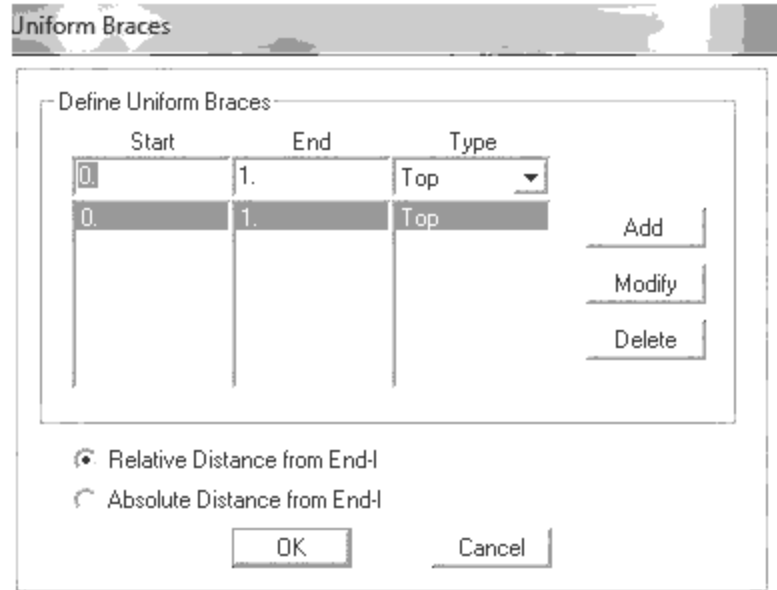 Uniform Braces
Define Uniform Braces
Start End Type
0. 1. Top
0. 1. Top
Add
Modify
Delete
Relative Distance from End-I
Absolute Distance from End-I
OK Cancel